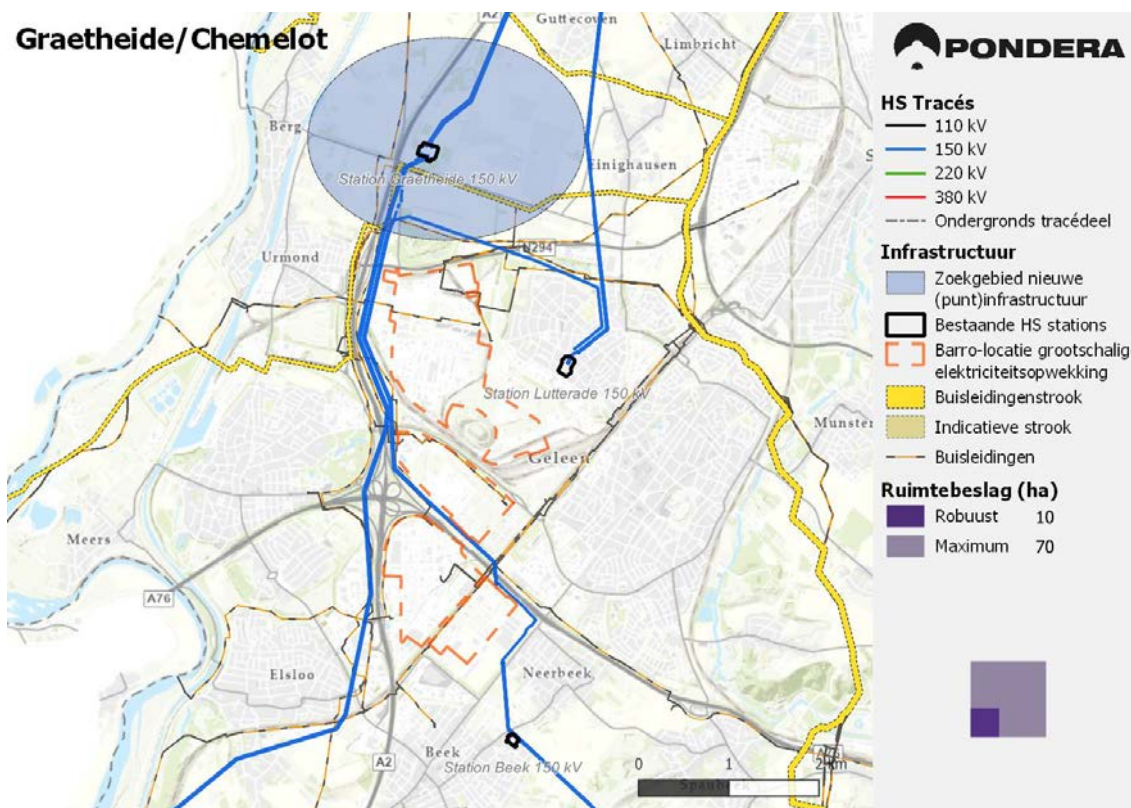 Graetheide/Chemelot
A2
Guttecoven
Limbricht
Berg
Einighausen
Station Graetheide 150 kV
N294
Urmond
Station Lutterade 150 kV
Munster
Geleen
Meers
A76
Elsloo
Neerbeek
Beek
A2
Station Beek 150 kV
A76
Spaubeek
0 1 2 km
PONDERA
HS Tracés
110 kV
150 kV
220 kV
380 kV
Ondergronds tracédeel
Infrastructuur
Zoekgebied nieuwe
(punt)infrastructuur
Bestaande HS stations
Barro-locatie grootschalig
elektriciteitsopwekking
Buisleidingenstrook
Indicatieve strook
Buisleidingen
Ruimtebeslag (ha)
Robuust 10
Maximum 70